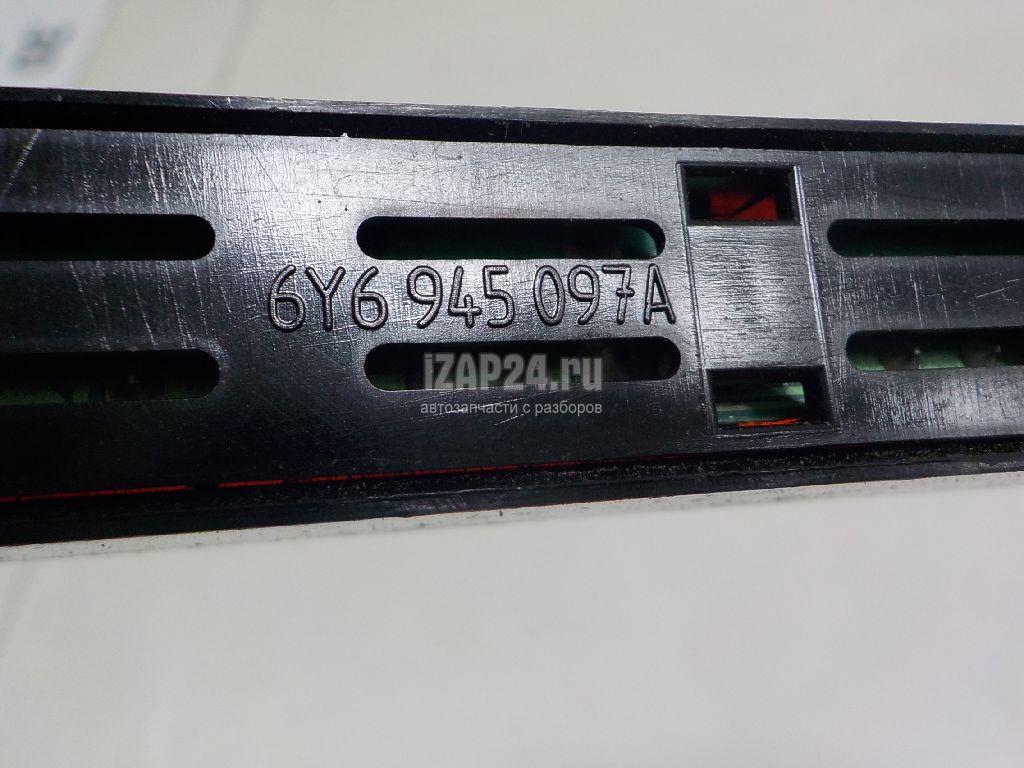 6Y6 945 097A
iZAP24.ru
автозапчасти с разборов